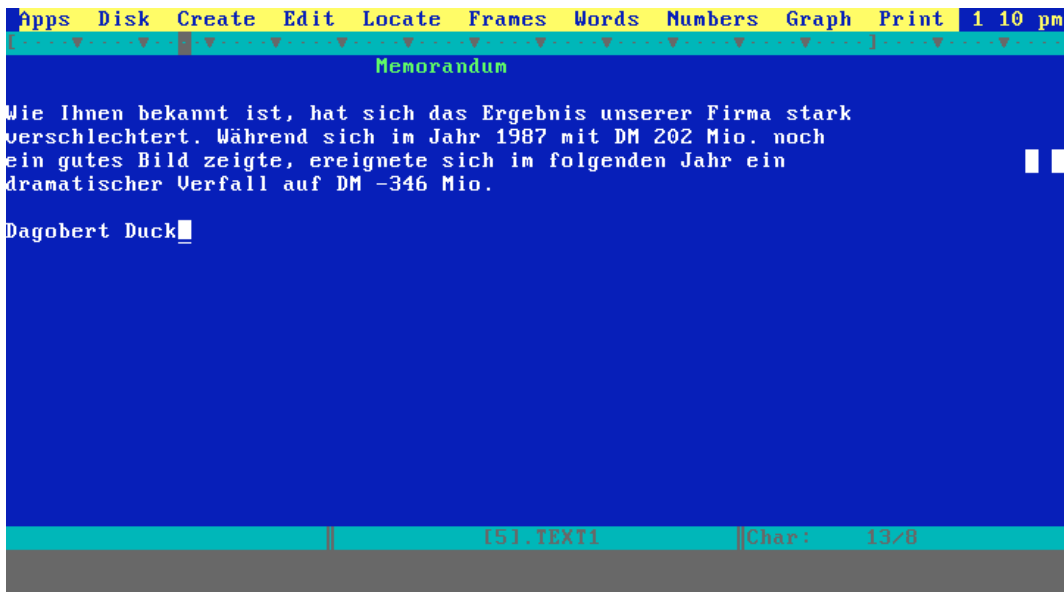 Apps Disk Create Edit Locate Frames Words Numbers Graph Print 1 10 pm
Memorandum
Wie Ihnen bekannt ist, hat sich das Ergebnis unserer Firma stark
verschlechtert. Während sich im Jahr 1987 mit DM 202 Mio. noch
ein gutes Bild zeigte, ereignete sich im folgenden Jahr ein
dramatischer Verfall auf DM -346 Mio.
Dagobert Duck
[5].TEXT1 Char: 13/8